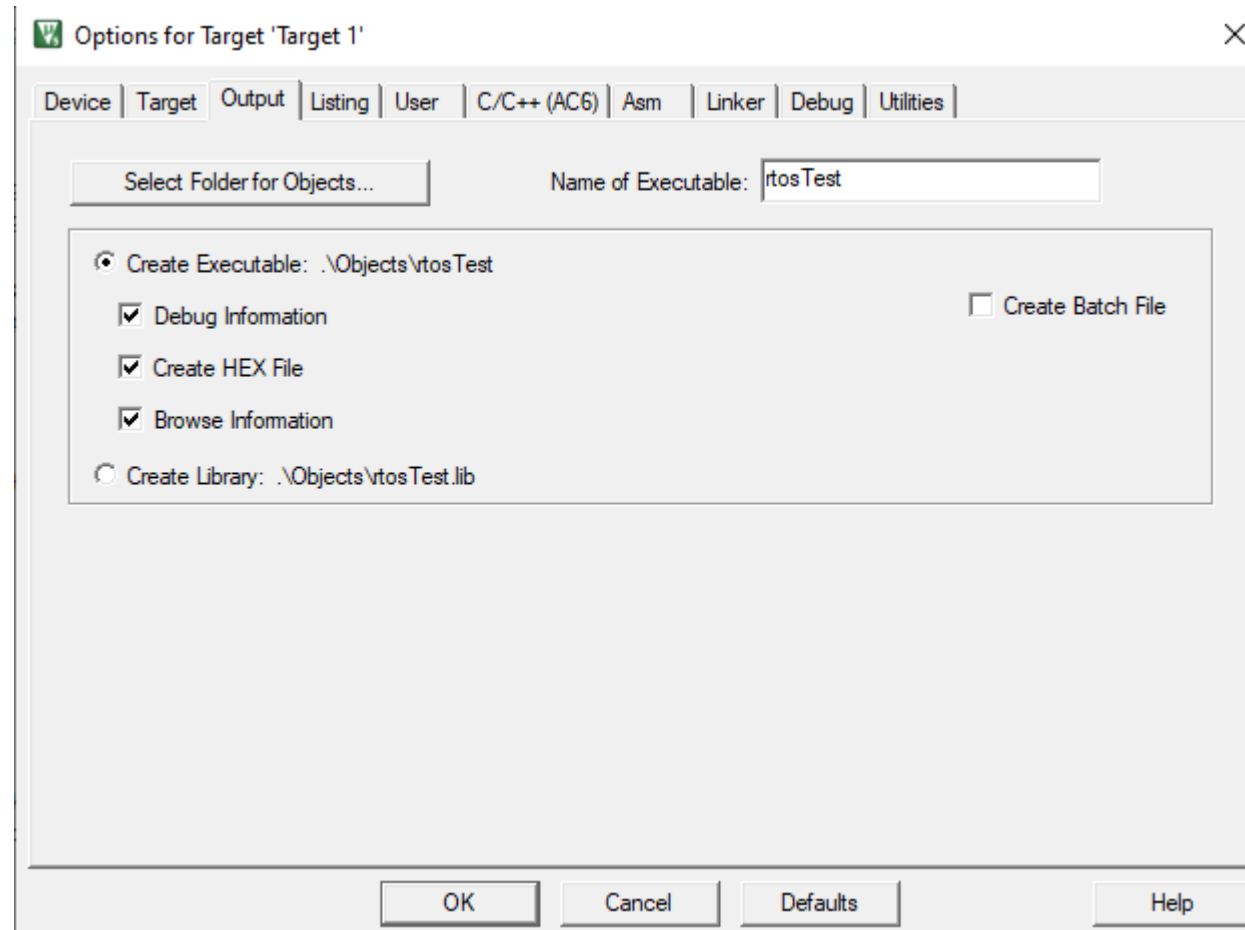 Options for Target 'Target 1'
Device Target Output Listing User C/C++ (AC6) Asm Linker Debug Utilities
Select Folder for Objects... Name of Executable: rtosTest
Create Executable: .\Objects\rtosTest
Debug Information Create Batch File
Create HEX File
Browse Information
Create Library: .\Objects\rtosTest.lib
OK Cancel Defaults Help